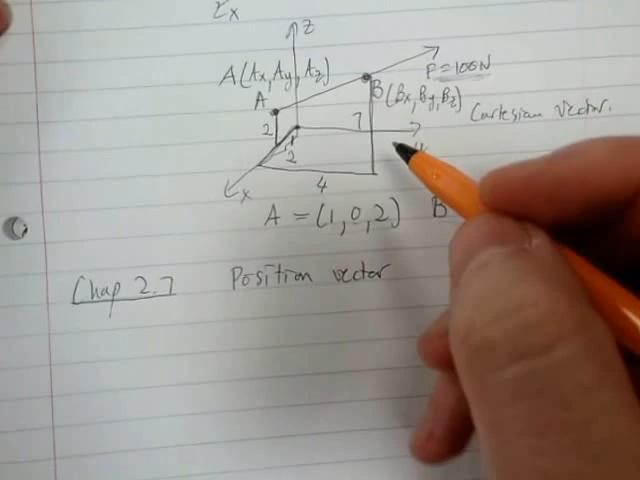 x
z
A(Ax, Ay, Az)
F=100N
A
B(Bx, By, Bz)
Cartesian vector.
2
7
1
2
x
4
A = (1, 0, 2) B
Chap 2.7 Position vector